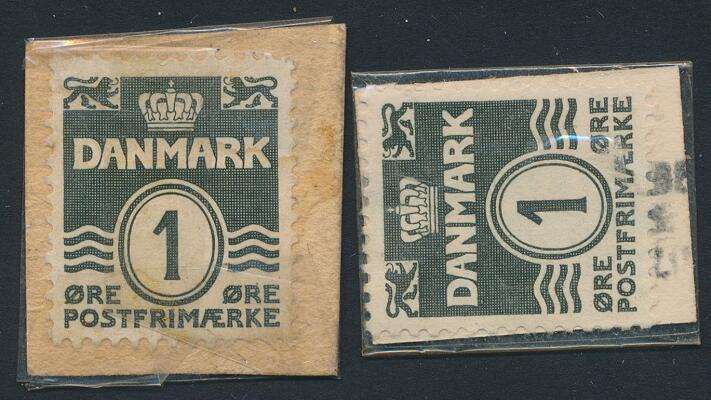 DANMARK
1
ØRE ØRE
POSTFRIMÆRKE
DANMARK
1
ØRE ØRE
POSTFRIMÆRKE